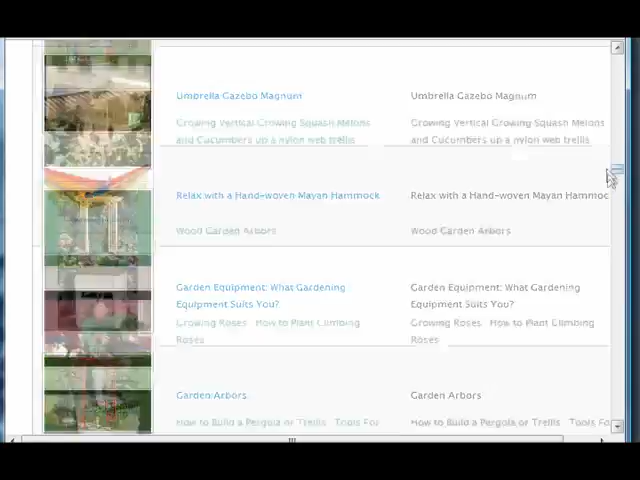 Umbrella Gazebo Magnum Umbrella Gazebo Magnum
Growing Vertical Growing Squash Melons Growing Vertical Growing Squash Melons
and Cucumbers up a nylon web trellis and Cucumbers up a nylon web trellis
Relax with a Hand-woven Mayan Hammock Relax with a Hand-woven Mayan Hammoc
Wood Garden Arbors Wood Garden Arbors
Garden Equipment: What Gardening Garden Equipment: What Gardening
Equipment Suits You? Equipment Suits You?
Growing Roses How to Plant Climbing Growing Roses How to Plant Climbing
Roses Roses
Garden Arbors Garden Arbors
How to Build a Pergola or Trellis Tools For How to Build a Pergola or Trellis Tools Fo